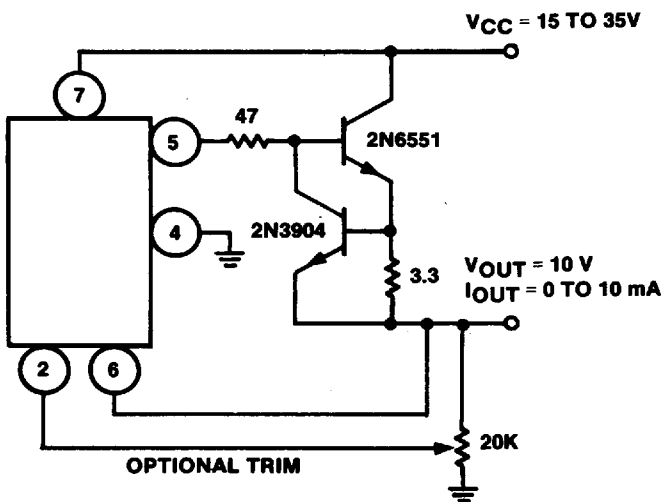 VCC = 15 TO 35V
7
47
5
2N6551
4
2N3904
3.3
VOUT = 10 V
IOUT = 0 TO 10 mA
2
6
20K
OPTIONAL TRIM